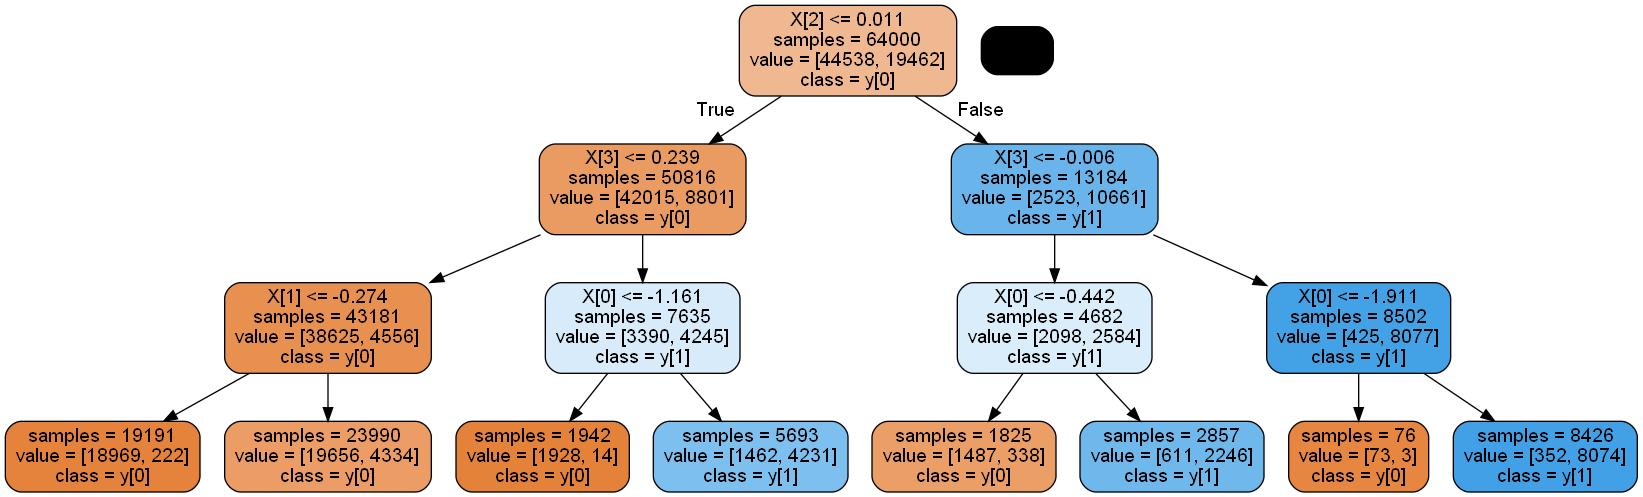 X[2] <= 0.011
samples = 64000
value = [44538, 19462]
class = y[0]
True
False
X[3] <= 0.239
samples = 50816
value = [42015, 8801]
class = y[0]
X[3] <= -0.006
samples = 13184
value = [2523, 10661]
class = y[1]
X[1] <= -0.274
samples = 43181
value = [38625, 4556]
class = y[0]
X[0] <= -1.161
samples = 7635
value = [3390, 4245]
class = y[1]
X[0] <= -0.442
samples = 4682
value = [2098, 2584]
class = y[1]
X[0] <= -1.911
samples = 8502
value = [425, 8077]
class = y[1]
samples = 19191
value = [18969, 222]
class = y[0]
samples = 23990
value = [19656, 4334]
class = y[0]
samples = 1942
value = [1928, 14]
class = y[0]
samples = 5693
value = [1462, 4231]
class = y[1]
samples = 1825
value = [1487, 338]
class = y[0]
samples = 2857
value = [611, 2246]
class = y[1]
samples = 76
value = [73, 3]
class = y[0]
samples = 8426
value = [352, 8074]
class = y[1]